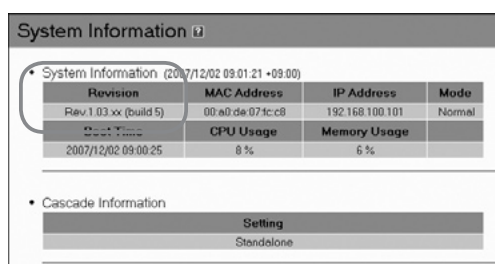 System Information ?
• System Information (2007/12/02 09:01:21 +09:00)
Revision MAC Address IP Address Mode
Rev.1.03.xx (build 5) 00:a0:de:07:fc:c8 192.168.100.101 Normal
Boot Time CPU Usage Memory Usage
2007/12/02 09:00:25 8 % 6 %
• Cascade Information
Setting
Standalone